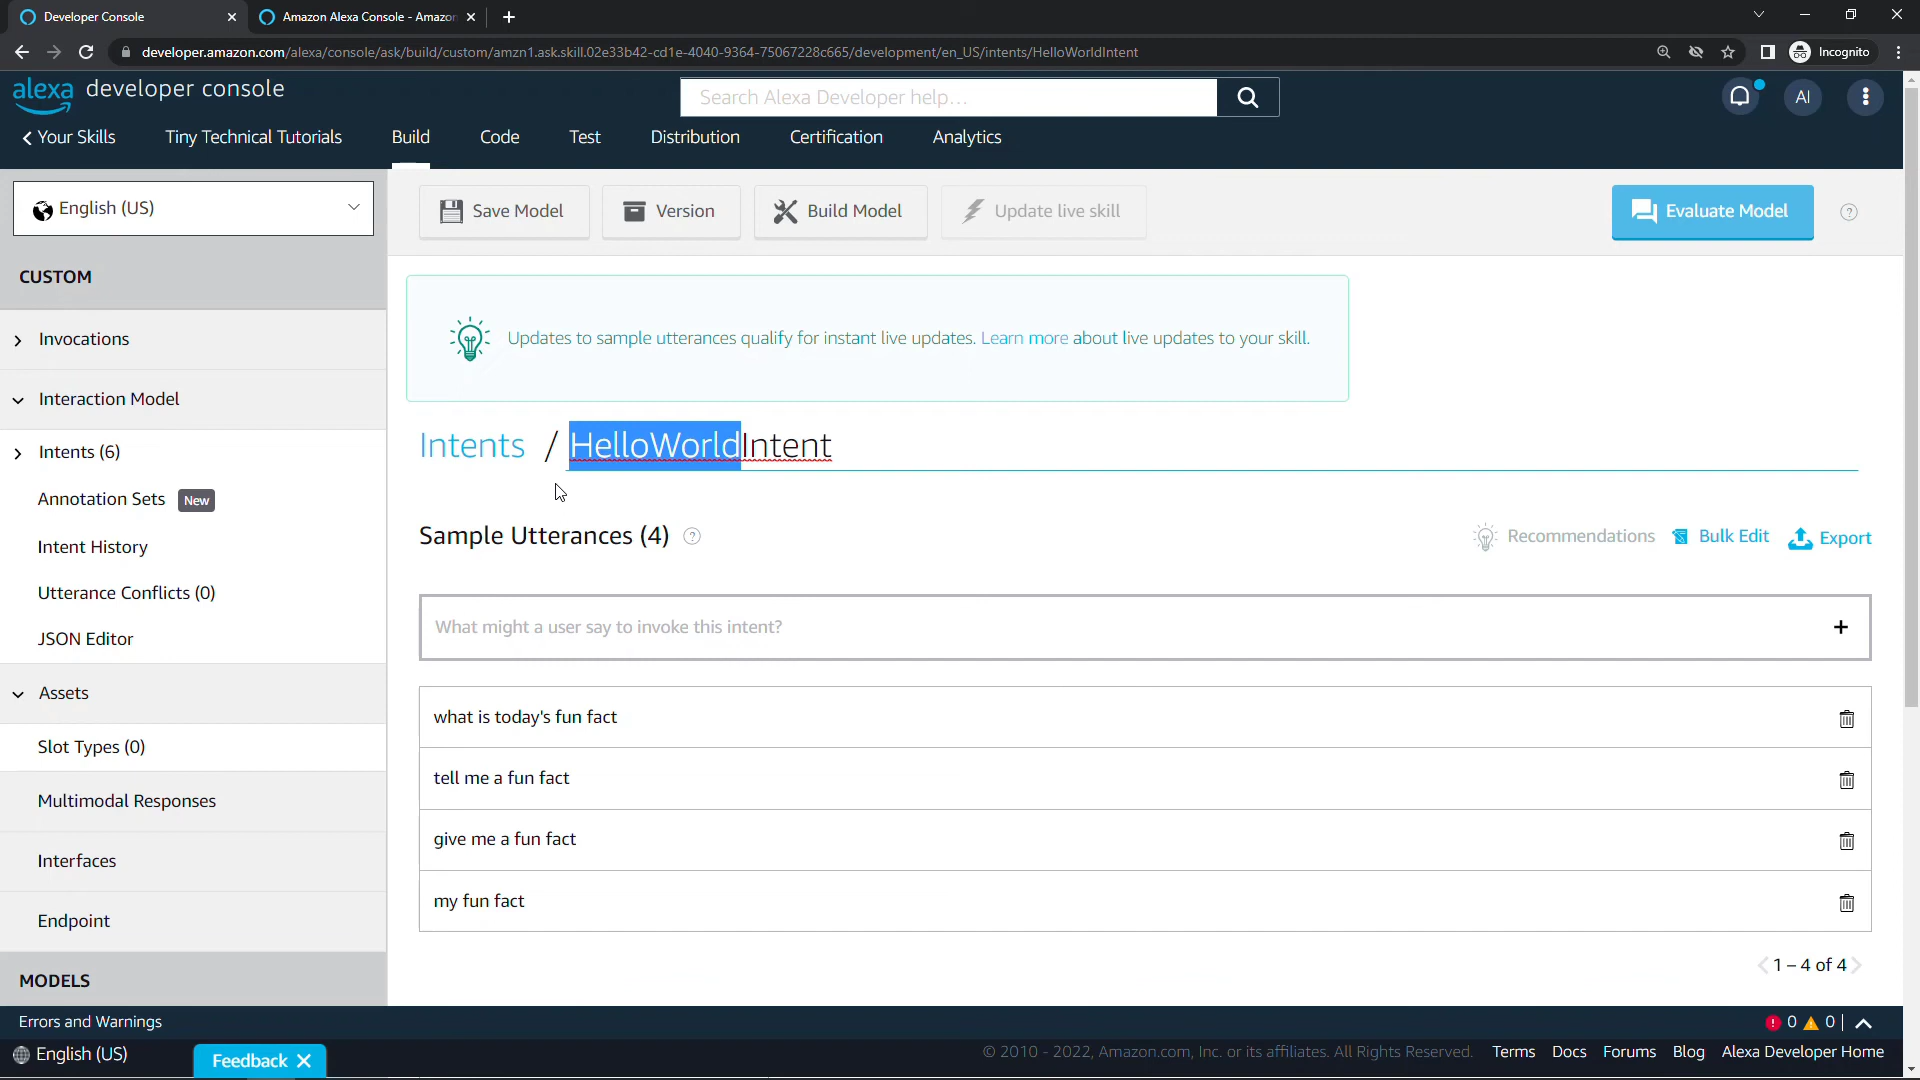 Developer Console
Amazon Alexa Console - Amazon
developer.amazon.com/alexa/console/ask/build/custom/amzn1.ask.skill.02e33b42-cd1e-4040-9364-75067228c665/development/en_US/intents/HelloWorldIntent
Incognito
alexa developer console
Search Alexa Developer help...
AI
Your Skills Tiny Technical Tutorials Build Code Test Distribution Certification Analytics
English (US)
Save Model Version Build Model Update live skill Evaluate Model ?
CUSTOM
Invocations
Interaction Model
Intents (6)
Annotation Sets New
Intent History
Utterance Conflicts (0)
JSON Editor
Assets
Slot Types (0)
Multimodal Responses
Interfaces
Endpoint
MODELS
Updates to sample utterances qualify for instant live updates. Learn more about live updates to your skill.
Intents / HelloWorldIntent
Sample Utterances (4) ? Recommendations Bulk Edit Export
What might a user say to invoke this intent? +
what is today's fun fact
tell me a fun fact
give me a fun fact
my fun fact
1 – 4 of 4
Errors and Warnings ! 0 0
English (US) Feedback
© 2010 - 2022, Amazon.com, Inc. or its affiliates. All Rights Reserved. Terms Docs Forums Blog Alexa Developer Home